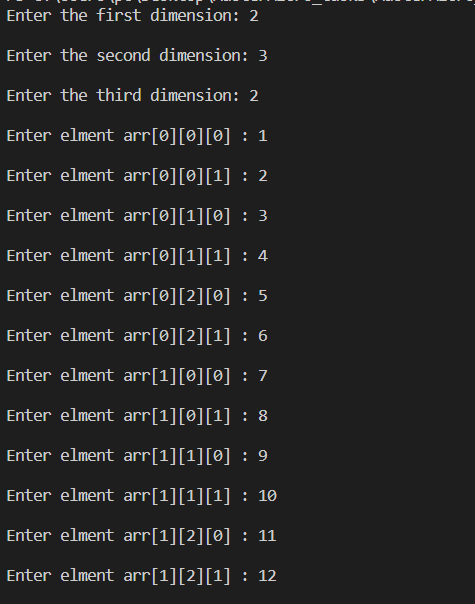 Enter the first dimension: 2
Enter the second dimension: 3
Enter the third dimension: 2
Enter elment arr[0][0][0] : 1
Enter elment arr[0][0][1] : 2
Enter elment arr[0][1][0] : 3
Enter elment arr[0][1][1] : 4
Enter elment arr[0][2][0] : 5
Enter elment arr[0][2][1] : 6
Enter elment arr[1][0][0] : 7
Enter elment arr[1][0][1] : 8
Enter elment arr[1][1][0] : 9
Enter elment arr[1][1][1] : 10
Enter elment arr[1][2][0] : 11
Enter elment arr[1][2][1] : 12